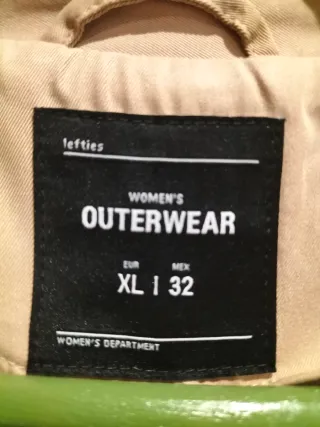 lefties
WOMEN'S
OUTERWEAR
EUR MEX
XL | 32
WOMEN'S DEPARTMENT